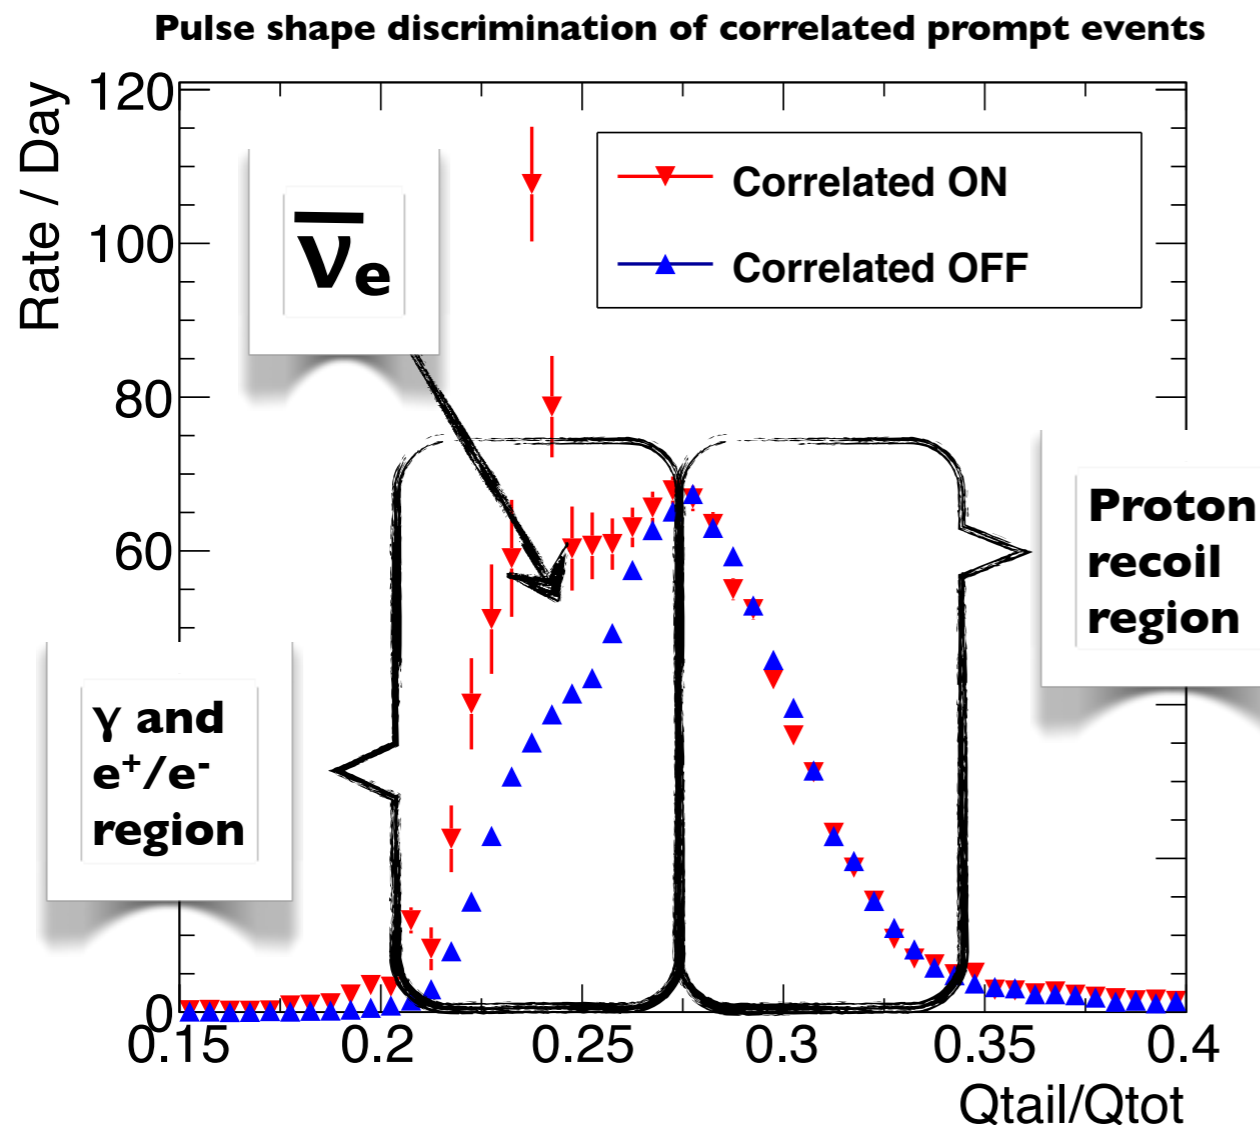 Pulse shape discrimination of correlated prompt events
Rate / Day
120
100
80
60
0
ν̅e
Correlated ON
Correlated OFF
γ and
e⁺/e⁻
region
Proton
recoil
region
0.15 0.2 0.25 0.3 0.35 0.4
Qtail/Qtot